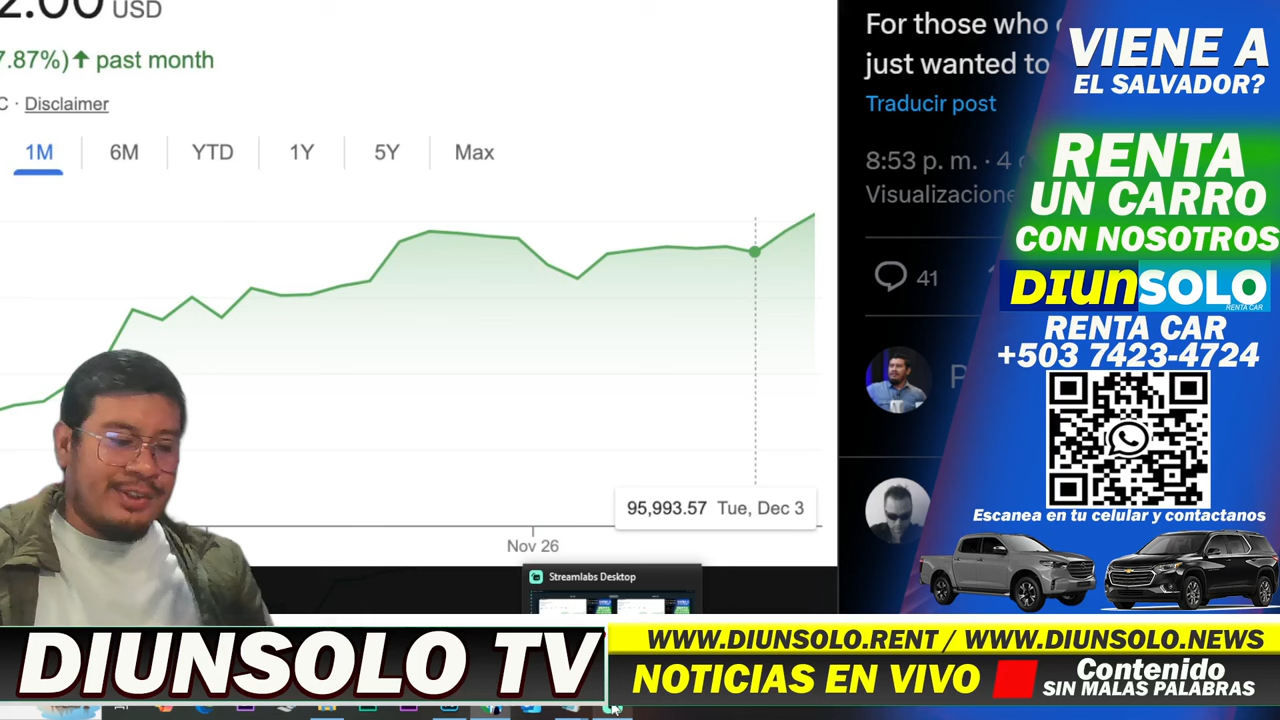 2.00 USD
7.87%) ↑ past month
C · Disclaimer
1M
6M
YTD
1Y
5Y
Max
95,993.57 Tue, Dec 3
Nov 26
Streamlabs Desktop
For those who
just wanted to
Traducir post
8:53 p. m. · 4
Visualizacione
41
VIENE A
EL SALVADOR?
RENTA
UN CARRO
CON NOSOTROS
DIUNSOLO
RENTA CAR
RENTA CAR
+503 7423-4724
Escanea en tu celular y contactanos
DIUNSOLO TV
WWW.DIUNSOLO.RENT / WWW.DIUNSOLO.NEWS
NOTICIAS EN VIVO
Contenido
SIN MALAS PALABRAS